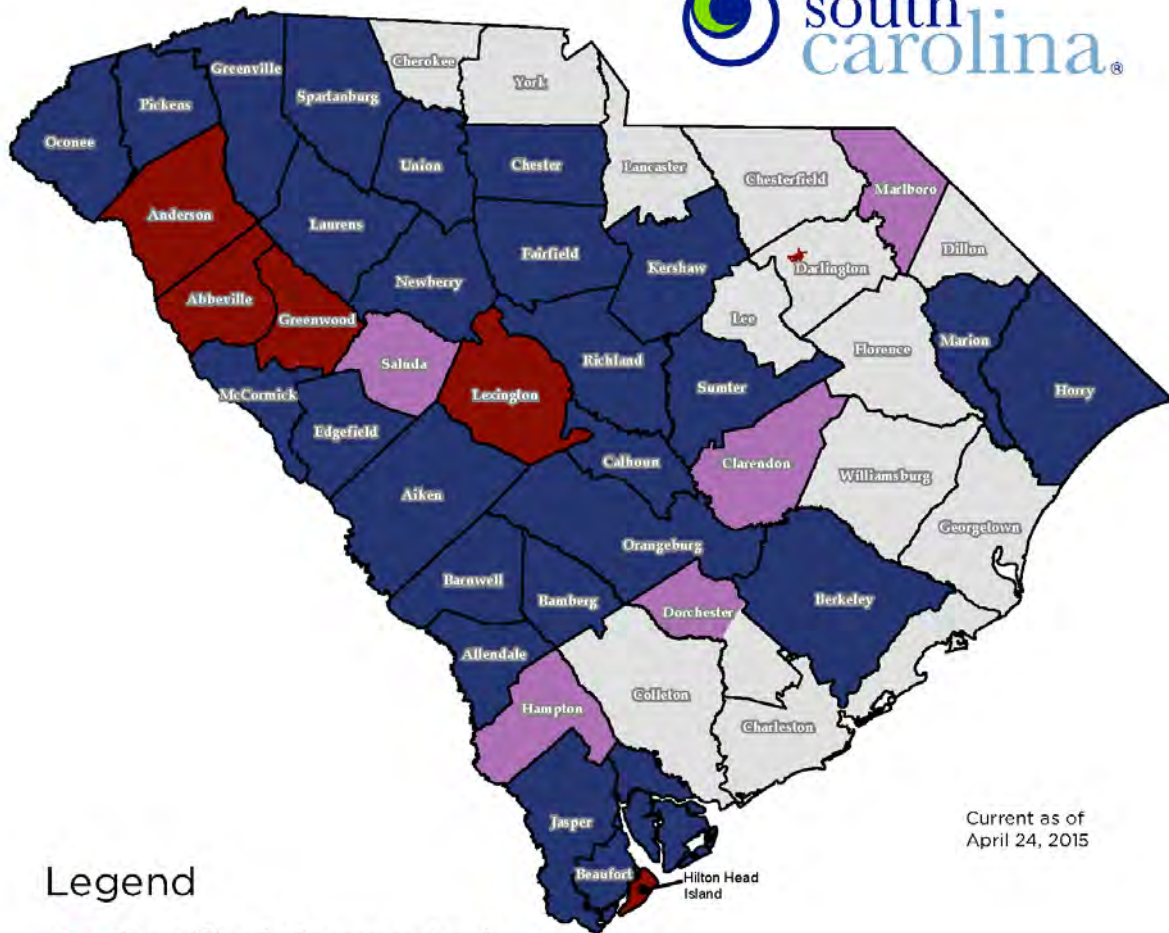 south
carolina®
Cherokee
York
Greenville
Spartanburg
Pickens
Oconee
Union
Chester
Lancaster
Chesterfield
Marlboro
Anderson
Laurens
Fairfield
Dillon
Kershaw
Darlington
Newberry
Abbeville
Greenwood
Lee
Florence
Marion
Saluda
Richland
Horry
McCormick
Lexington
Sumter
Edgefield
Calhoun
Clarendon
Williamsburg
Aiken
Georgetown
Orangeburg
Barnwell
Bamberg
Berkeley
Dorchester
Allendale
Colleton
Hampton
Charleston
Jasper
Current as of
April 24, 2015
Beaufort
Hilton Head
Island
Legend